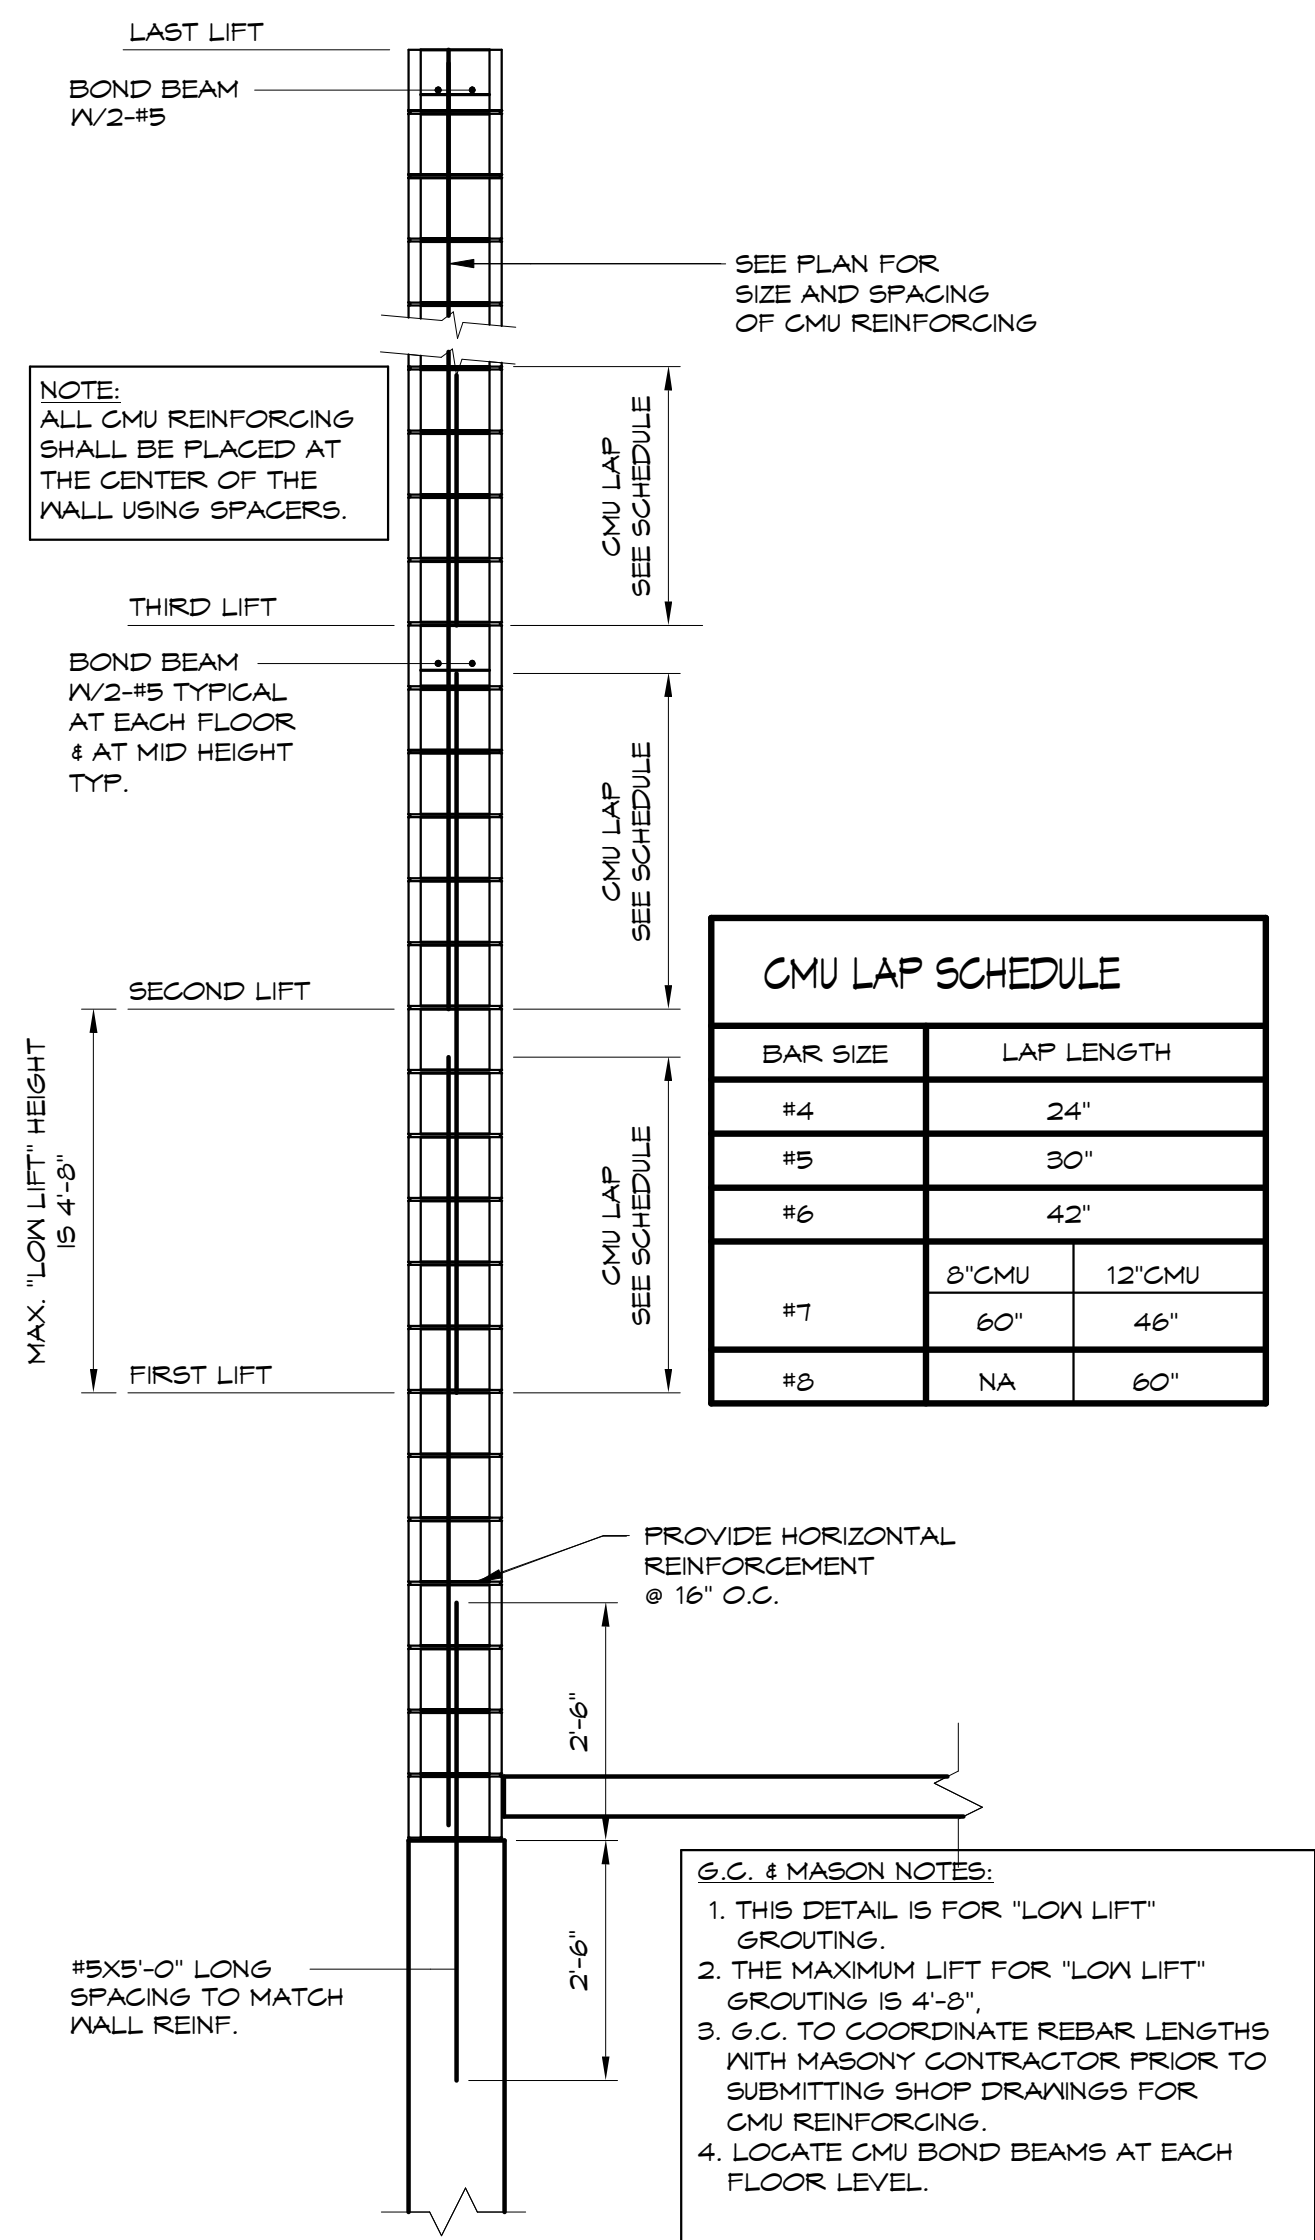 LAST LIFT
BOND BEAM
W/2-#5
SEE PLAN FOR
SIZE AND SPACING
OF CMU REINFORCING
NOTE:
ALL CMU REINFORCING
SHALL BE PLACED AT
THE CENTER OF THE
WALL USING SPACERS.
CMU LAP
SEE SCHEDULE
THIRD LIFT
BOND BEAM
W/2-#5 TYPICAL
AT EACH FLOOR
& AT MID HEIGHT
TYP.
CMU LAP
SEE SCHEDULE
SECOND LIFT
MAX. "LOW LIFT" HEIGHT
IS 4'-8"
CMU LAP
SEE SCHEDULE
FIRST LIFT
CMU LAP SCHEDULE
BAR SIZE LAP LENGTH
#4 24"
#5 30"
#6 42"
8"CMU 12"CMU
#7 60" 46"
#8 NA 60"
PROVIDE HORIZONTAL
REINFORCEMENT
@ 16" O.C.
2'-6"
2'-6"
#5X5'-0" LONG
SPACING TO MATCH
WALL REINF.
G.C. & MASON NOTES:
1. THIS DETAIL IS FOR "LOW LIFT"
GROUTING.
2. THE MAXIMUM LIFT FOR "LOW LIFT"
GROUTING IS 4'-8",
3. G.C. TO COORDINATE REBAR LENGTHS
WITH MASONY CONTRACTOR PRIOR TO
SUBMITTING SHOP DRAWINGS FOR
CMU REINFORCING.
4. LOCATE CMU BOND BEAMS AT EACH
FLOOR LEVEL.